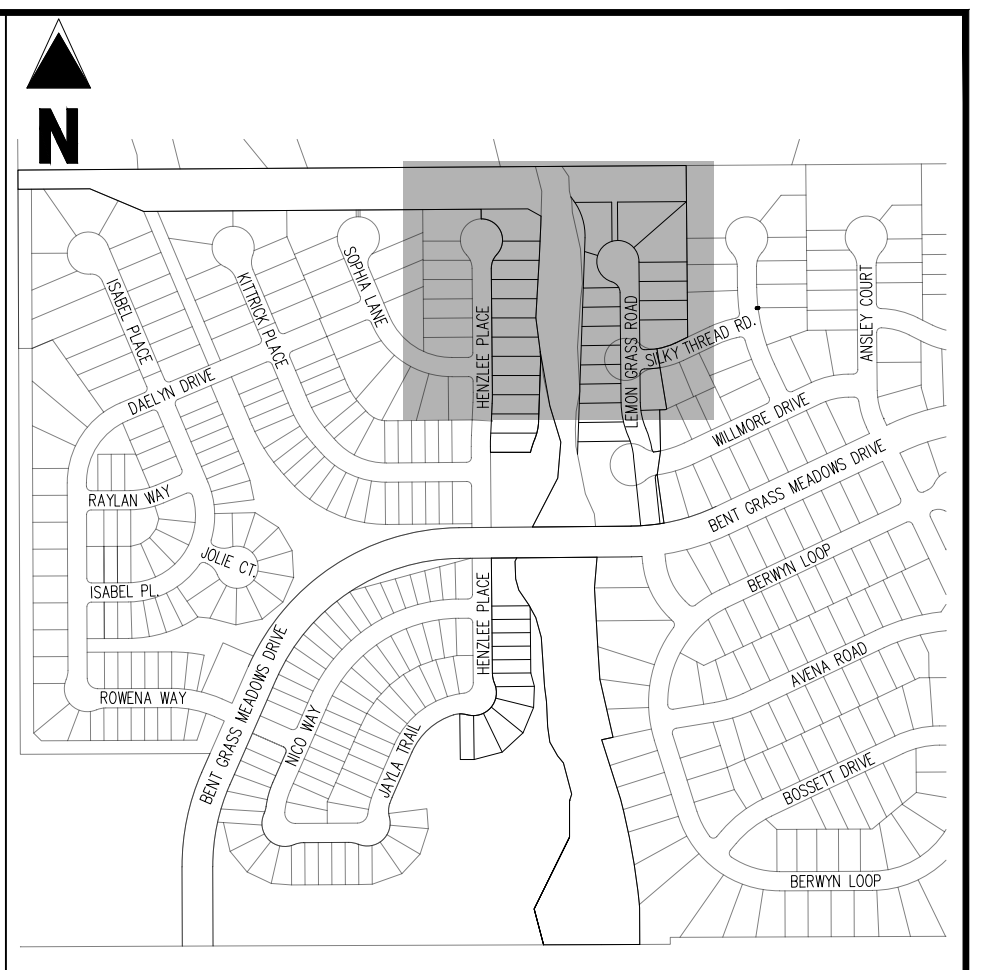 N
ISABEL PLACE
KITTRICK PLACE
SOPHIA LANE
HENZLEE PLACE
LEMON GRASS ROAD
SILKY THREAD RD.
ANSLEY COURT
DAELYN DRIVE
WILLMORE DRIVE
BENT GRASS MEADOWS DRIVE
RAYLAN WAY
JOLIE CT.
BERWYN LOOP
ISABEL PL.
HENZLEE PLACE
AVENA ROAD
ROWENA WAY
BENT GRASS MEADOWS DRIVE
NICO WAY
JAYLA TRAIL
BOSSETT DRIVE
BERWYN LOOP